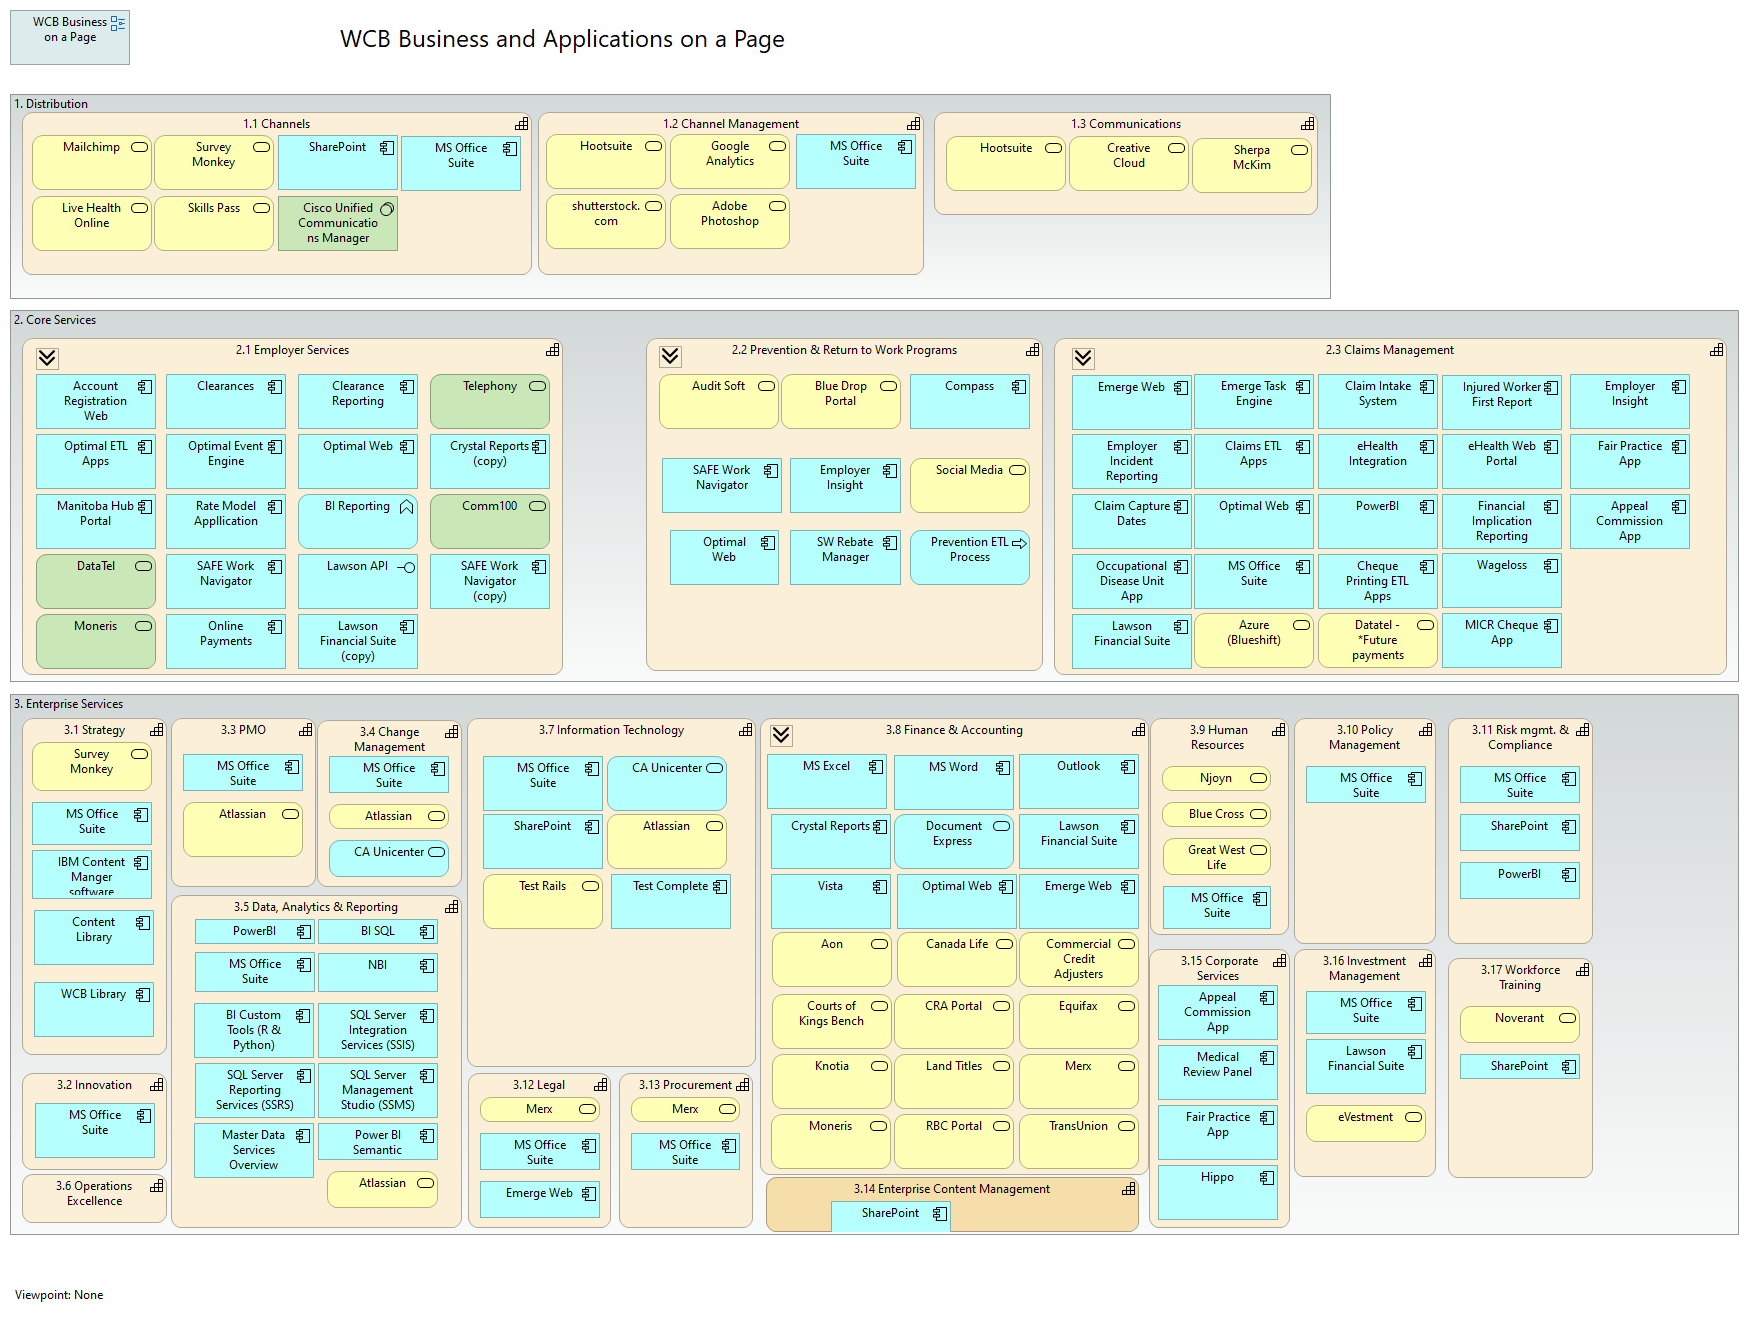 WCB Business
on a Page
WCB Business and Applications on a Page
1. Distribution
1.1 Channels
Mailchimp
Survey
Monkey
SharePoint
MS Office
Suite
Live Health
Online
Skills Pass
Cisco Unified
Communicatio
ns Manager
1.2 Channel Management
Hootsuite
Google
Analytics
MS Office
Suite
shutterstock.
com
Adobe
Photoshop
1.3 Communications
Hootsuite
Creative
Cloud
Sherpa
McKim
2. Core Services
2.1 Employer Services
Account
Registration
Web
Clearances
Clearance
Reporting
Telephony
Optimal ETL
Apps
Optimal Event
Engine
Optimal Web
Crystal Reports
(copy)
Manitoba Hub
Portal
Rate Model
Appllication
BI Reporting
Comm100
DataTel
SAFE Work
Navigator
Lawson API
SAFE Work
Navigator
(copy)
Moneris
Online
Payments
Lawson
Financial Suite
(copy)
2.2 Prevention & Return to Work Programs
Audit Soft
Blue Drop
Portal
Compass
SAFE Work
Navigator
Employer
Insight
Social Media
Optimal
Web
SW Rebate
Manager
Prevention ETL
Process
2.3 Claims Management
Emerge Web
Emerge Task
Engine
Claim Intake
System
Injured Worker
First Report
Employer
Insight
Employer
Incident
Reporting
Claims ETL
Apps
eHealth
Integration
eHealth Web
Portal
Fair Practice
App
Claim Capture
Dates
Optimal Web
PowerBI
Financial
Implication
Reporting
Appeal
Commission
App
Occupational
Disease Unit
App
MS Office
Suite
Cheque
Printing ETL
Apps
Wageloss
Lawson
Financial Suite
Azure
(Blueshift)
Datatel -
*Future
payments
MICR Cheque
App
3. Enterprise Services
3.1 Strategy
Survey
Monkey
MS Office
Suite
IBM Content
Manger
software
Content
Library
WCB Library
3.2 Innovation
MS Office
Suite
3.6 Operations
Excellence
3.3 PMO
MS Office
Suite
Atlassian
3.4 Change
Management
MS Office
Suite
Atlassian
CA Unicenter
3.5 Data, Analytics & Reporting
PowerBI
BI SQL
MS Office
Suite
NBI
BI Custom
Tools (R &
Python)
SQL Server
Integration
Services (SSIS)
SQL Server
Reporting
Services (SSRS)
SQL Server
Management
Studio (SSMS)
Master Data
Services
Overview
Power BI
Semantic
Atlassian
3.7 Information Technology
MS Office
Suite
CA Unicenter
SharePoint
Atlassian
Test Rails
Test Complete
3.12 Legal
Merx
MS Office
Suite
Emerge Web
3.13 Procurement
Merx
MS Office
Suite
3.8 Finance & Accounting
MS Excel
MS Word
Outlook
Crystal Reports
Document
Express
Lawson
Financial Suite
Vista
Optimal Web
Emerge Web
Aon
Canada Life
Commercial
Credit
Adjusters
Courts of
Kings Bench
CRA Portal
Equifax
Knotia
Land Titles
Merx
Moneris
RBC Portal
TransUnion
3.14 Enterprise Content Management
SharePoint
3.9 Human
Resources
Njoyn
Blue Cross
Great West
Life
MS Office
Suite
3.10 Policy
Management
MS Office
Suite
3.11 Risk mgmt. &
Compliance
MS Office
Suite
SharePoint
PowerBI
3.15 Corporate
Services
Appeal
Commission
App
Medical
Review Panel
Fair Practice
App
Hippo
3.16 Investment
Management
MS Office
Suite
Lawson
Financial Suite
eVestment
3.17 Workforce
Training
Noverant
SharePoint
Viewpoint: None